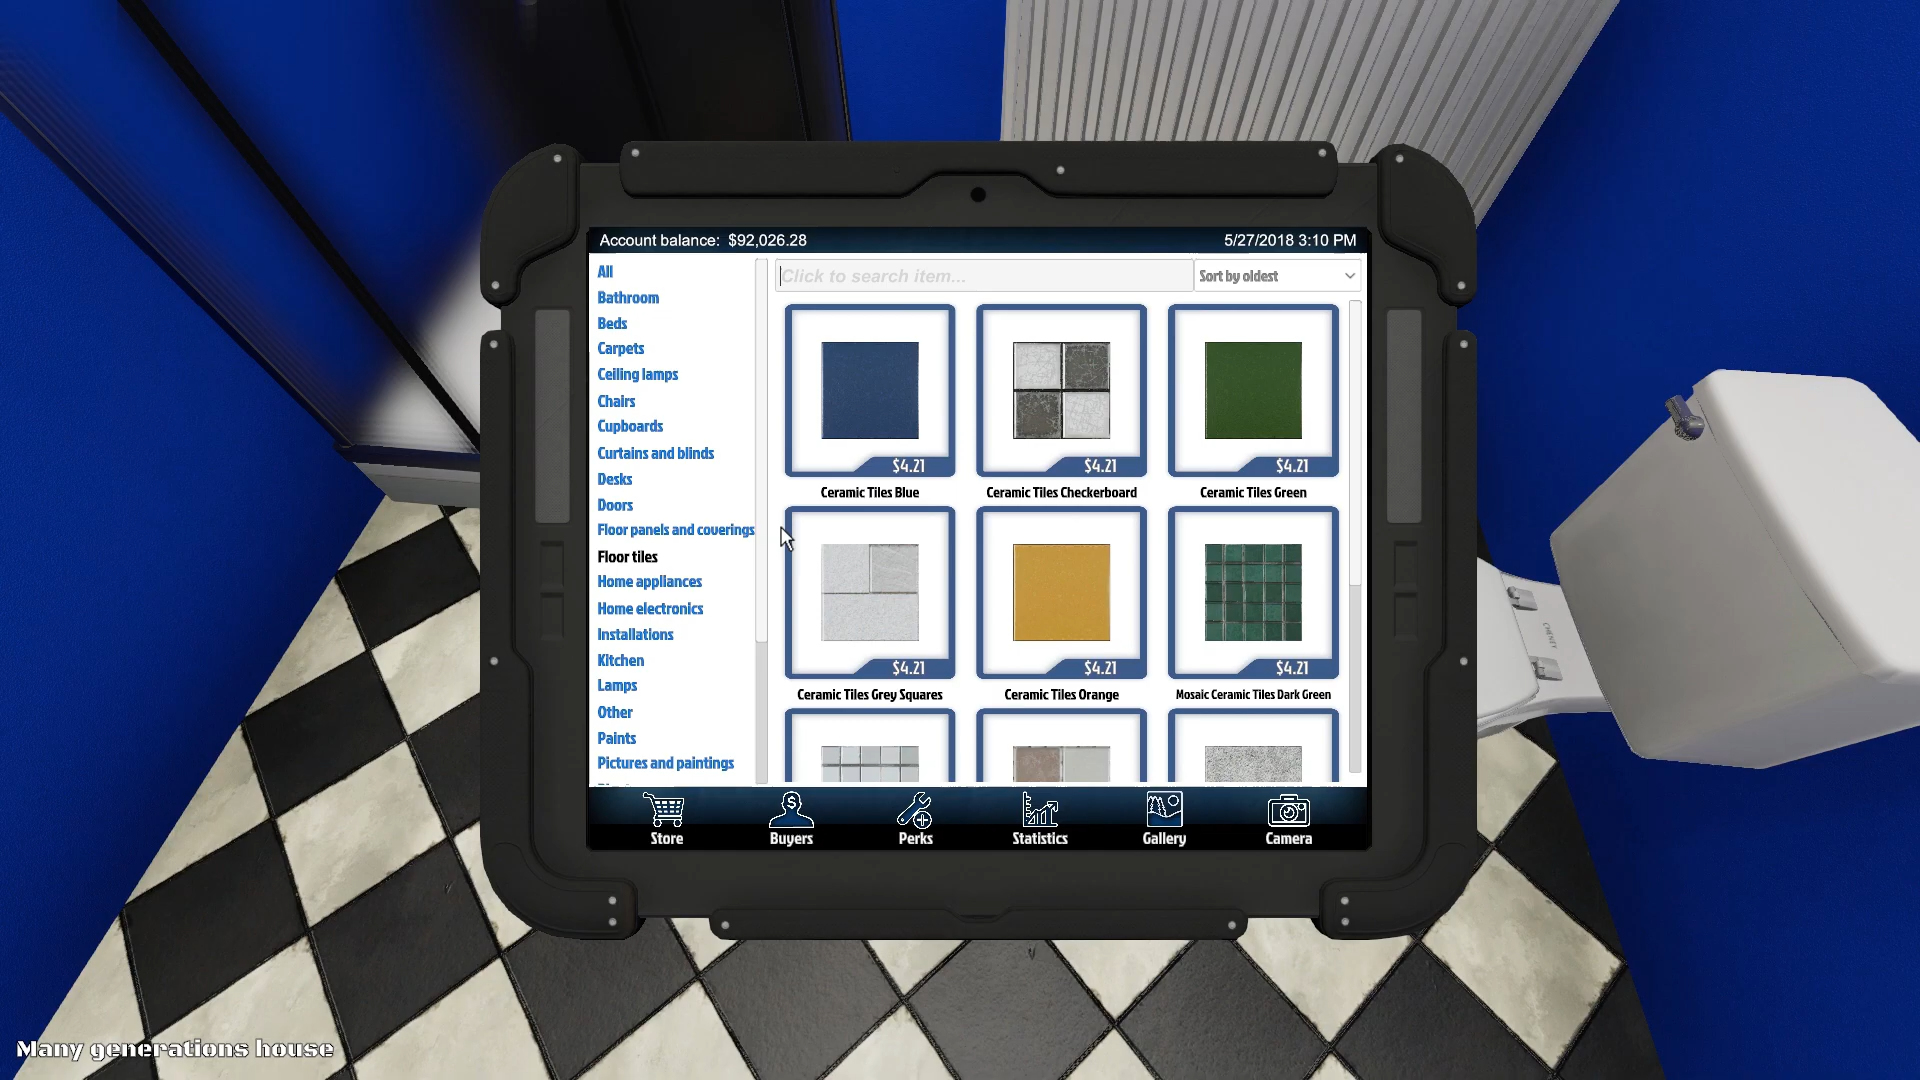 Account balance: $92,026.28
5/27/2018 3:10 PM
All
Bathroom
Beds
Carpets
Ceiling lamps
Chairs
Cupboards
Curtains and blinds
Desks
Doors
Floor panels and coverings
Floor tiles
Home appliances
Home electronics
Installations
Kitchen
Lamps
Other
Paints
Pictures and paintings
Click to search item...
Sort by oldest
$4.21
$4.21
$4.21
Ceramic Tiles Blue
Ceramic Tiles Checkerboard
Ceramic Tiles Green
$4.21
$4.21
$4.21
Ceramic Tiles Grey Squares
Ceramic Tiles Orange
Mosaic Ceramic Tiles Dark Green
Store
Buyers
Perks
Statistics
Gallery
Camera
Many generations house